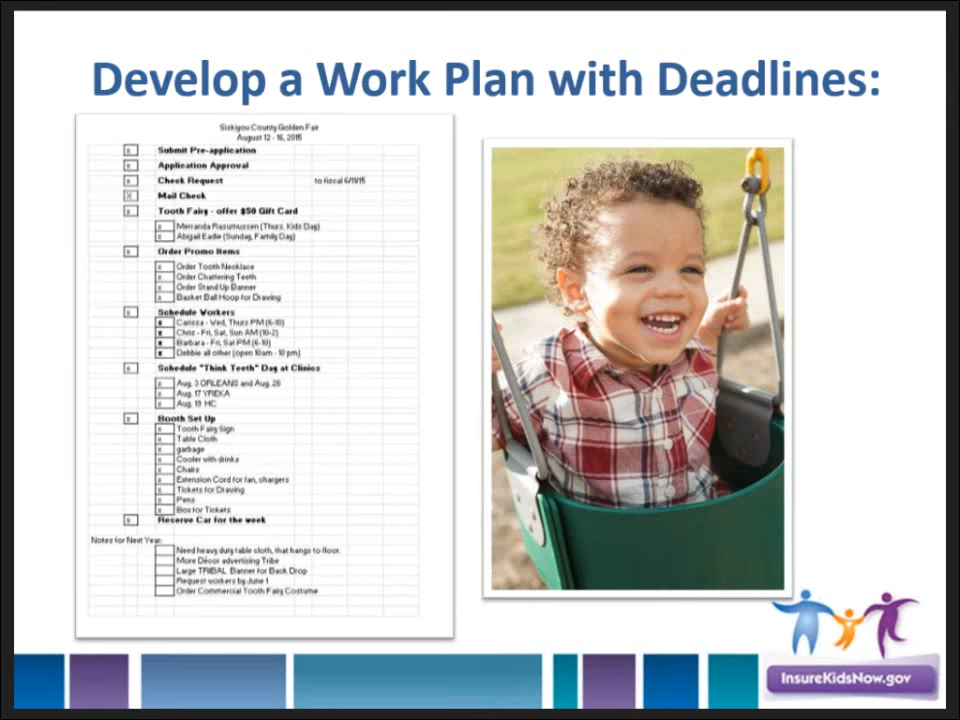 Develop a Work Plan with Deadlines:
Siskiyou County Golden Fair
August 12 - 16, 2015
x Submit Pre-application
x Application Approval
x Check Request to fiscal 6/11/15
x Mail Check
x Tooth Fairy - offer $50 Gift Card
x Merranda Rasumussen (Thurs. Kids Day)
x Abigail Eadie (Sunday, Family Day)
x Order Promo Items
x Order Tooth Necklace
x Order Chattering Teeth
x Order Stand Up Banner
x Basket Ball Hoop for Drawing
x Schedule Workers
Carissa - Wed, Thurs PM (6-10)
Chris - Fri, Sat, Sun AM (10-2)
Barbara - Fri, Sat PM (6-10)
Debbie all other (open 10am - 10 pm)
x Schedule "Think Teeth" Day at Clinics
x Aug. 3 ORLEANS and Aug. 26
x Aug. 17 YREKA
x Aug. 19 HC
x Booth Set Up
x Tooth Fairy Sign
x Table Cloth
x garbage
x Cooler with drinks
x Chairs
x Extension Cord for fan, chargers
x Tickets for Drawing
x Pens
x Box for Tickets
x Reserve Car for the week
Notes for Next Year:
Need heavy duty table cloth, that hangs to floor.
More Décor advertising Tribe
Large TRIBAL Banner for Back Drop
Request workers by June 1
Order Commercial Tooth Fairy Costume
InsureKidsNow.gov